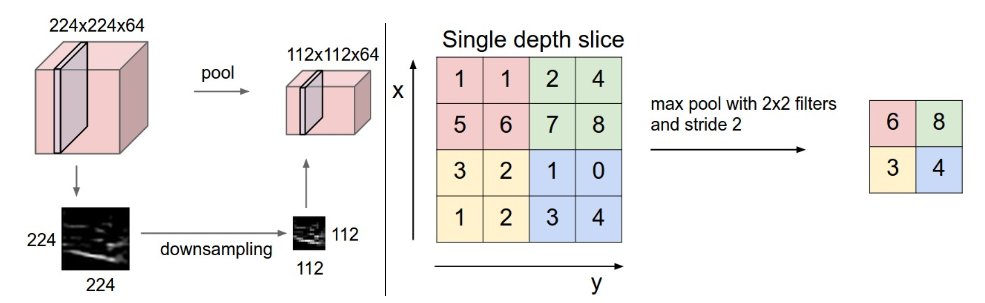 224x224x64
pool
112x112x64
224
224
downsampling
112
112
Single depth slice
x
1 1 2 4
5 6 7 8
3 2 1 0
1 2 3 4
y
max pool with 2x2 filters
and stride 2
6 8
3 4